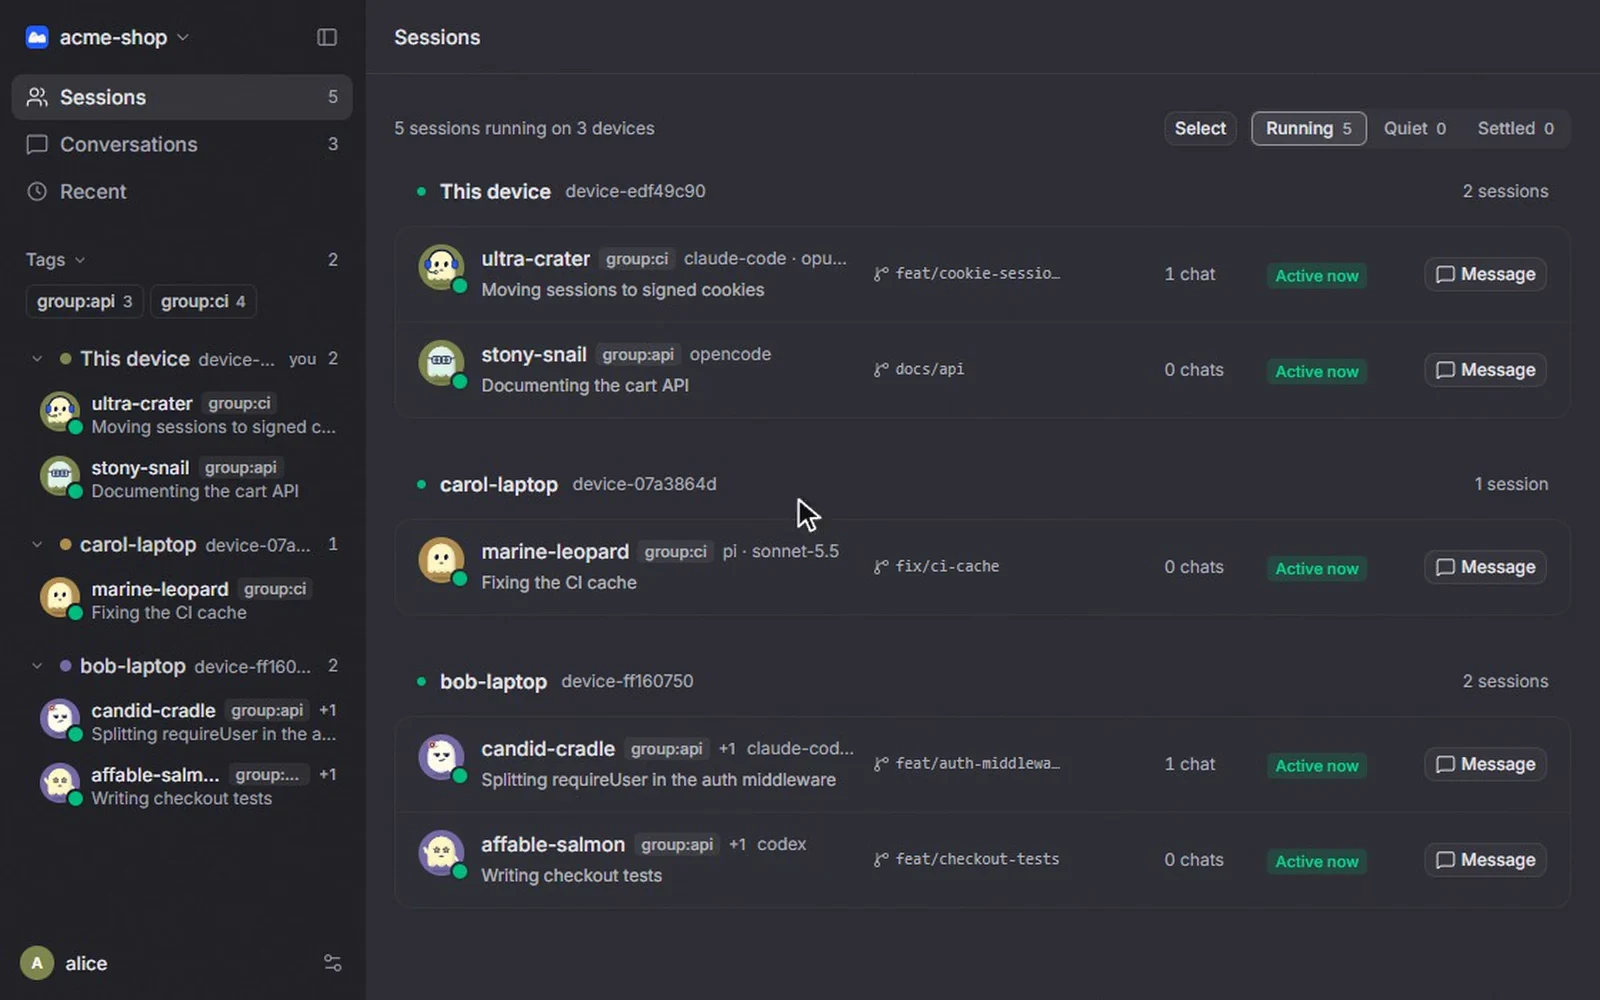 acme-shop
Sessions 5
Conversations 3
Recent
Tags 2
group:api 3 group:ci 4
This device device-... you 2
ultra-crater group:ci
Moving sessions to signed c...
stony-snail group:api
Documenting the cart API
carol-laptop device-07a... 1
marine-leopard group:ci
Fixing the CI cache
bob-laptop device-ff160... 2
candid-cradle group:api +1
Splitting requireUser in the a...
affable-salm... group:... +1
Writing checkout tests
A alice
Sessions
5 sessions running on 3 devices Select Running 5 Quiet 0 Settled 0
This device device-edf49c90 2 sessions
ultra-crater group:ci claude-code · opu... feat/cookie-sessio… 1 chat Active now Message
Moving sessions to signed cookies
stony-snail group:api opencode docs/api 0 chats Active now Message
Documenting the cart API
carol-laptop device-07a3864d 1 session
marine-leopard group:ci pi · sonnet-5.5 fix/ci-cache 0 chats Active now Message
Fixing the CI cache
bob-laptop device-ff160750 2 sessions
candid-cradle group:api +1 claude-cod... feat/auth-middlewa… 1 chat Active now Message
Splitting requireUser in the auth middleware
affable-salmon group:api +1 codex feat/checkout-tests 0 chats Active now Message
Writing checkout tests